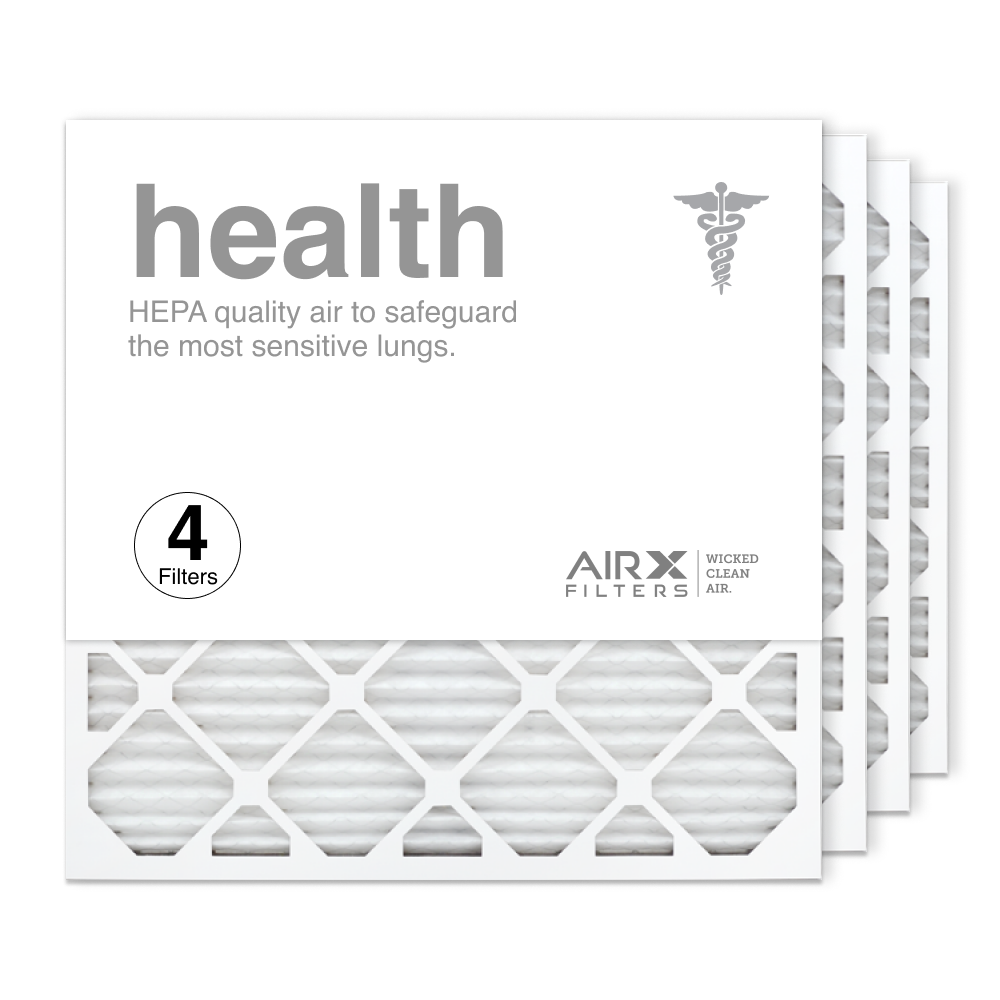 health
HEPA quality air to safeguard
the most sensitive lungs.
4
Filters
AIRX
FILTERS
WICKED
CLEAN
AIR.